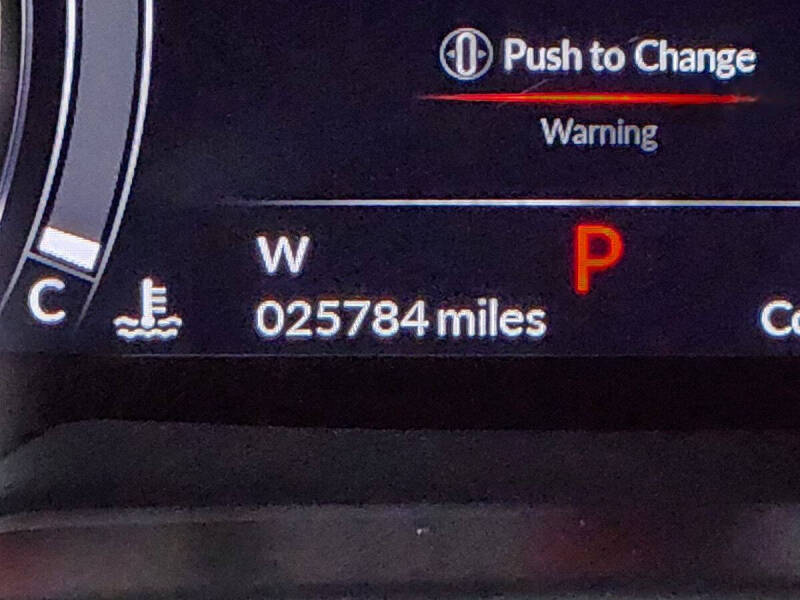 Push to Change
Warning
W
P
C
025784 miles